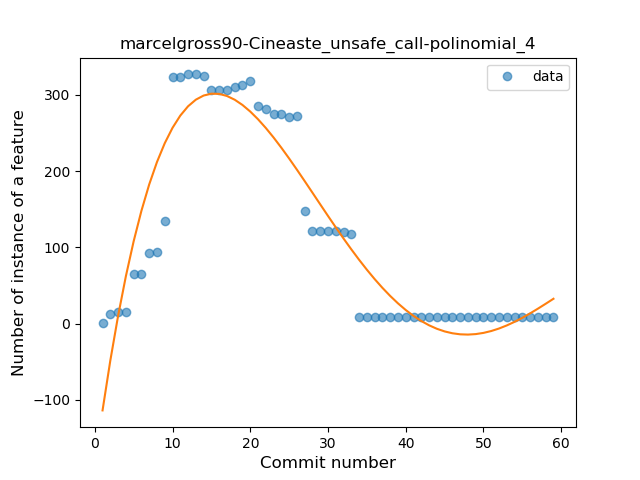 marcelgross90-Cineaste_unsafe_call-polinomial_4
data
Number of instance of a feature
300
200
100
0
−100
0 10 20 30 40 50 60
Commit number